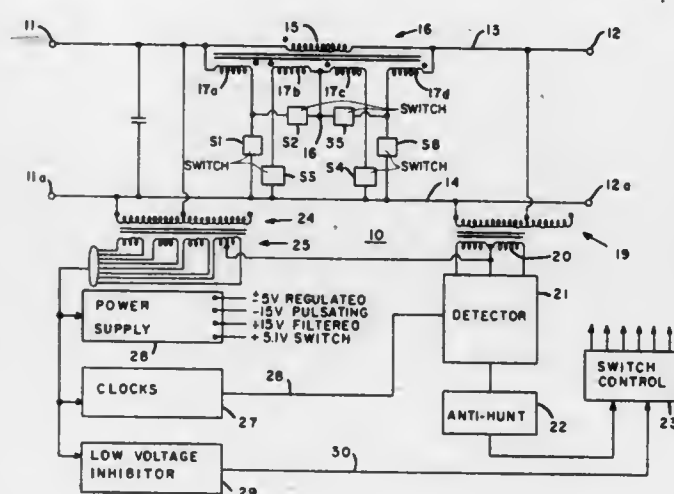 11
15
16
13
12
17a
17b
17c
17d
SWITCH
S1
S2
35
S8
16
SWITCH
S5
S4
SWITCH
11a
14
12a
24
25
10
19
20
POWER SUPPLY
±5V REGULATED
-15V PULSATING
+15V FILTERED
+5.1V SWITCH
26
DETECTOR
21
SWITCH CONTROL
23
CLOCKS
28
27
ANTI-HUNT
22
LOW VOLTAGE INHIBITOR
30
29